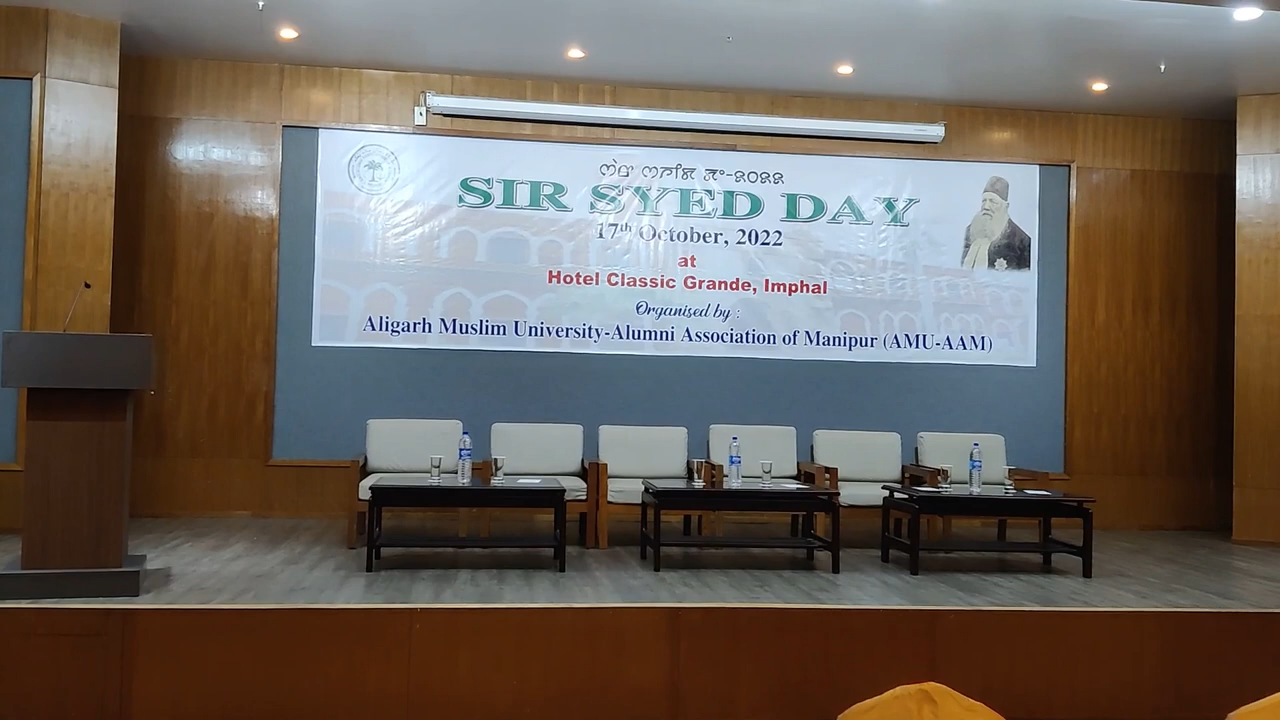 ꯲꯰꯲꯲
SIR SYED DAY
17th October, 2022
at
Hotel Classic Grande, Imphal
Organised by :
Aligarh Muslim University-Alumni Association of Manipur (AMU-AAM)